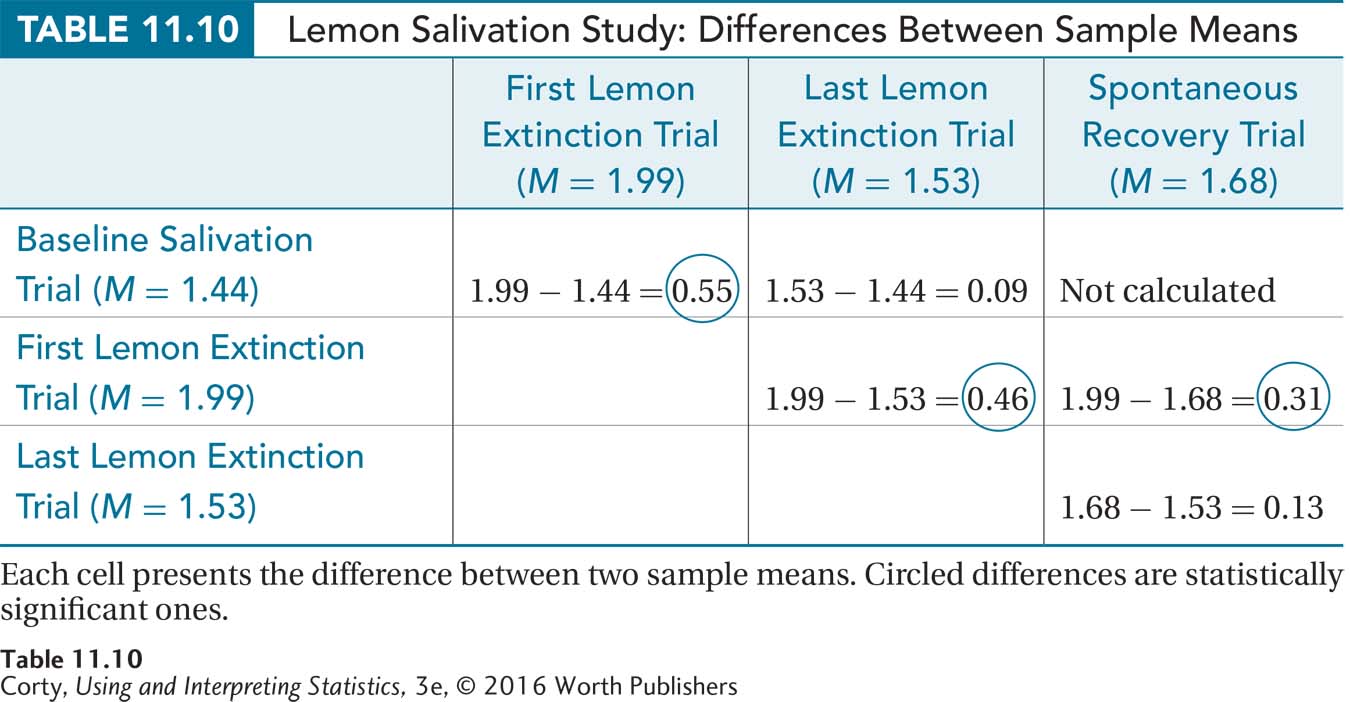 TABLE 11.10 Lemon Salivation Study: Differences Between Sample Means
First Lemon
Extinction Trial
(M = 1.99)
Last Lemon
Extinction Trial
(M = 1.53)
Spontaneous
Recovery Trial
(M = 1.68)
Baseline Salivation
Trial (M = 1.44)
1.99 − 1.44 = 0.55
1.53 − 1.44 = 0.09
Not calculated
First Lemon Extinction
Trial (M = 1.99)
1.99 − 1.53 = 0.46
1.99 − 1.68 = 0.31
Last Lemon Extinction
Trial (M = 1.53)
1.68 − 1.53 = 0.13
Each cell presents the difference between two sample means. Circled differences are statistically
significant ones.
Table 11.10
Corty, Using and Interpreting Statistics, 3e, © 2016 Worth Publishers